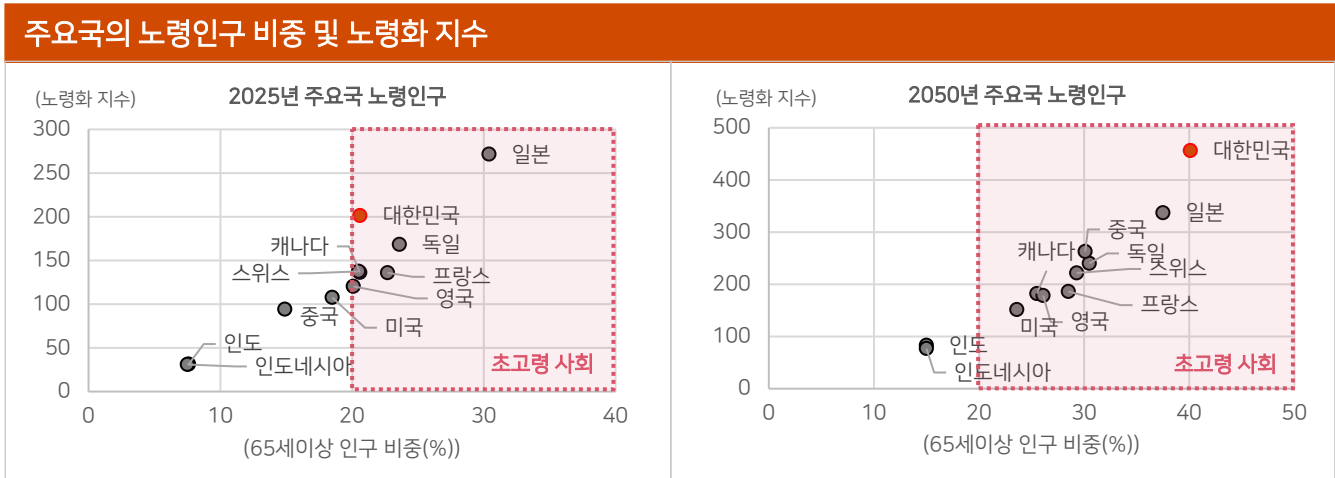 주요국의 노령인구 비중 및 노령화 지수
(노령화 지수)
2025년 주요국 노령인구
300
250
200
150
100
50
0
0
10
20
30
40
일본
대한민국
독일
캐나다
스위스
프랑스
영국
중국
미국
인도
인도네시아
초고령 사회
(65세이상 인구 비중(%))
(노령화 지수)
2050년 주요국 노령인구
500
400
300
200
100
0
0
10
20
30
40
50
대한민국
일본
중국
캐나다
독일
스위스
프랑스
미국
영국
인도
인도네시아
초고령 사회
(65세이상 인구 비중(%))